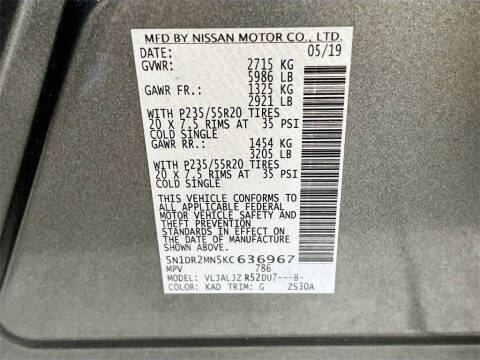 MFD BY NISSAN MOTOR CO., LTD.
DATE: 05/19
GVWR: 2715 KG
5986 LB
GAWR FR.: 1325 KG
2921 LB
WITH P235/55R20 TIRES
20 X 7.5 RIMS AT 35 PSI
COLD SINGLE
GAWR RR.: 1454 KG
3205 LB
WITH P235/55R20 TIRES
20 X 7.5 RIMS AT 35 PSI
COLD SINGLE
THIS VEHICLE CONFORMS TO
ALL APPLICABLE FEDERAL
MOTOR VEHICLE SAFETY AND
THEFT PREVENTION
STANDARDS IN EFFECT ON
THE DATE OF MANUFACTURE
SHOWN ABOVE.
5N1DR2MN5KC636967
MPV 786
MODEL: VLJALJZ R52DU7---B-
COLOR: KAD TRIM: G ZS30A